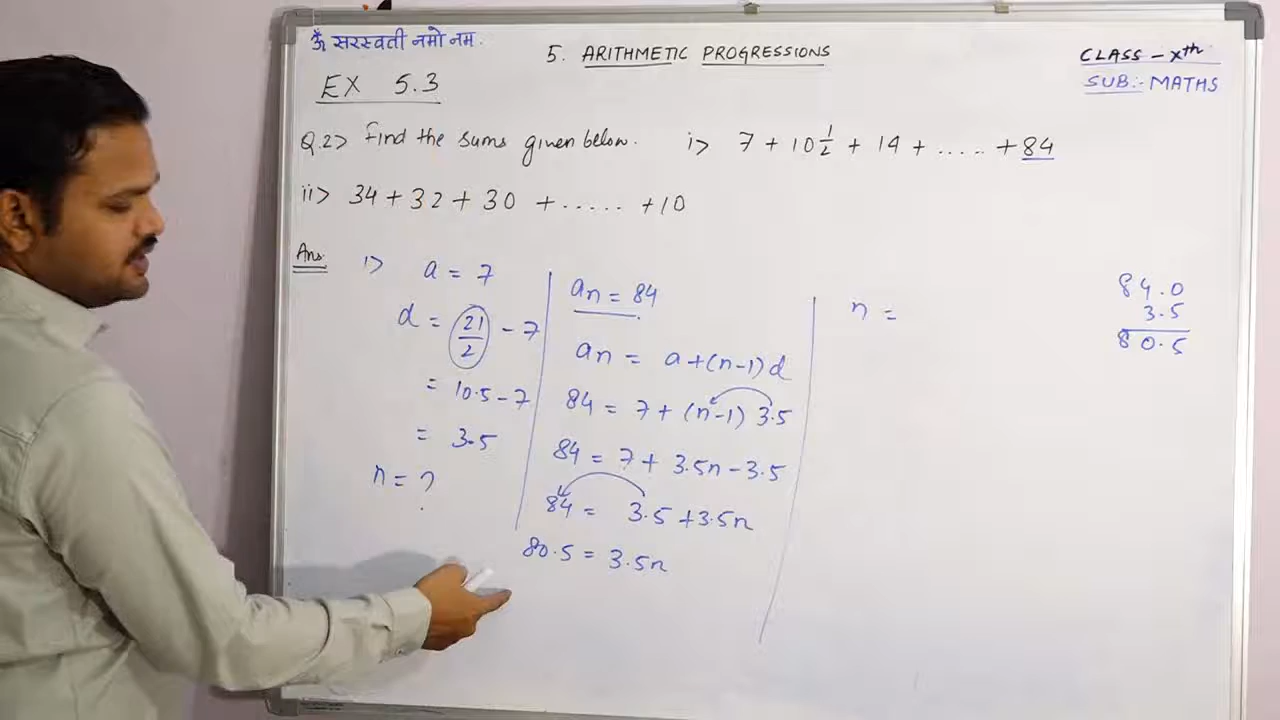 ॐ सरस्वती नमो नम.
5. ARITHMETIC PROGRESSIONS
CLASS - Xth
SUB:- MATHS
EX 5.3
Q.2> Find the sums given below. i> 7 + 10 1/2 + 14 + ..... + 84
ii> 34 + 32 + 30 + ..... + 10
Ans.
i> a = 7
d = 21/2 - 7
= 10.5 - 7
= 3.5
n = ?
an = 84
an = a + (n-1) d
84 = 7 + (n-1) 3.5
84 = 7 + 3.5n - 3.5
84 = 3.5 + 3.5n
80.5 = 3.5n
n =
84.0
3.5
80.5